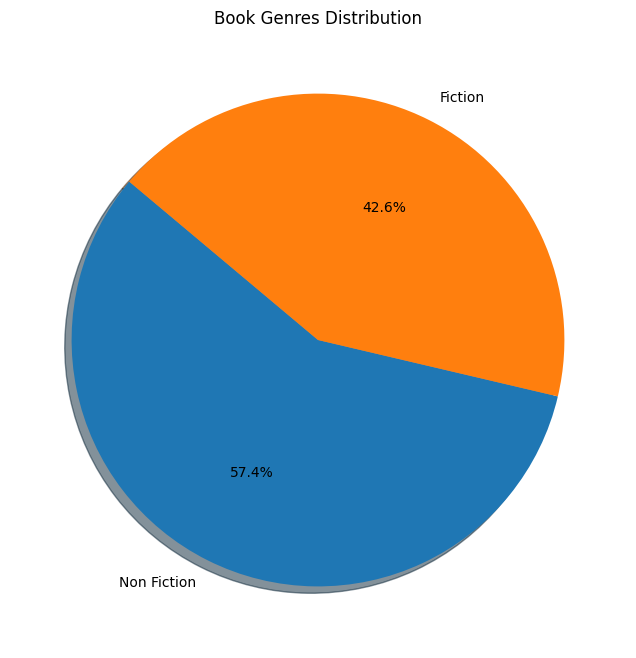 Book Genres Distribution
Fiction
42.6%
57.4%
Non Fiction